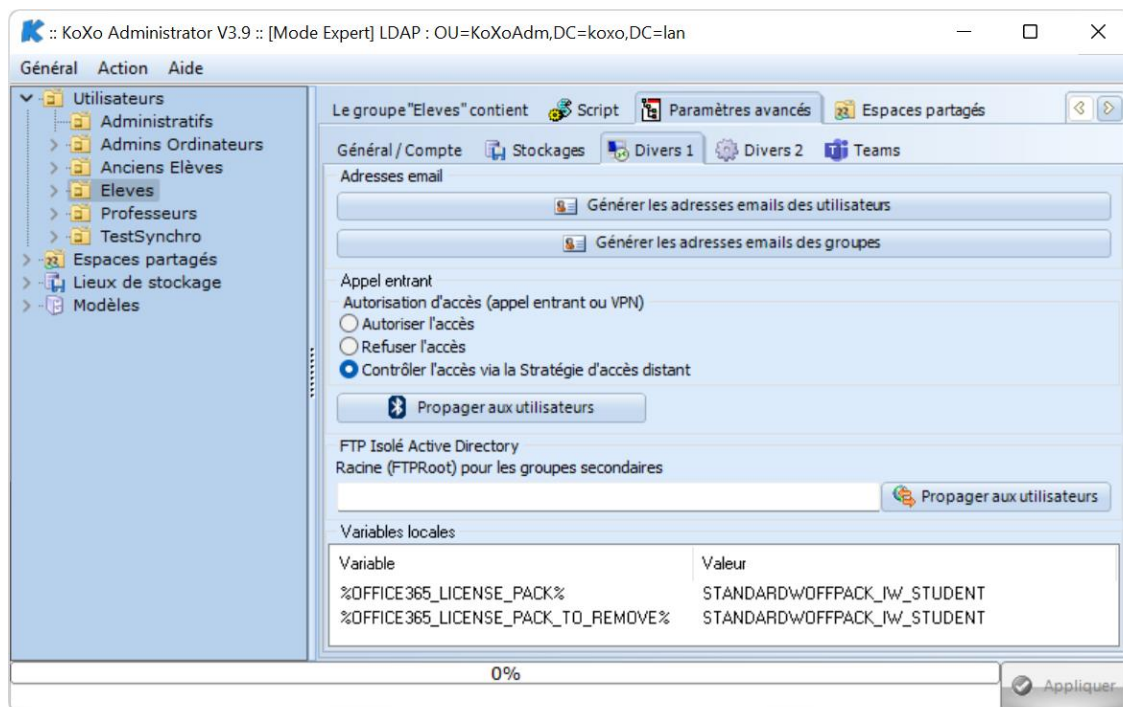 :: KoXo Administrator V3.9 :: [Mode Expert] LDAP : OU=KoXoAdm,DC=koxo,DC=lan
Général Action Aide
Utilisateurs
Administratifs
Admins Ordinateurs
Anciens Elèves
Eleves
Professeurs
TestSynchro
Espaces partagés
Lieux de stockage
Modèles
Le groupe "Eleves" contient Script Paramètres avancés Espaces partagés
Général / Compte Stockages Divers 1 Divers 2 Teams
Adresses email
Générer les adresses emails des utilisateurs
Générer les adresses emails des groupes
Appel entrant
Autorisation d'accès (appel entrant ou VPN)
Autoriser l'accès
Refuser l'accès
Contrôler l'accès via la Stratégie d'accès distant
Propager aux utilisateurs
FTP Isolé Active Directory
Racine (FTPRoot) pour les groupes secondaires
Propager aux utilisateurs
Variables locales
Variable Valeur
%OFFICE365_LICENSE_PACK% STANDARDWOFFPACK_IW_STUDENT
%OFFICE365_LICENSE_PACK_TO_REMOVE% STANDARDWOFFPACK_IW_STUDENT
0%
Appliquer